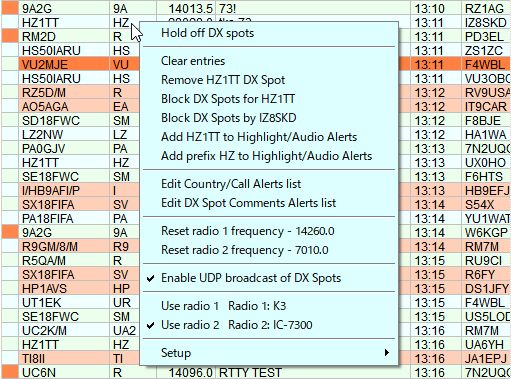 9A2G 9A 14013.5 73! 13:10 RZ1AG
HZ1TT HZ
RM2D R
HS50IARU HS
VU2MJE VU
HS50IARU HS
RZ5D/M R
AO5AGA EA
SD18FWC SM
LZ2NW LZ
PA0GJV PA
HZ1TT HZ
SE18FWC SM
I/HB9AFI/P I
SX18FIFA SV
PA18FIFA PA
9A2G 9A
R9GM/8/M R9
R5QA/M R
SX18FIFA SV
HP1AVS HP
UT1EK UR
SE18FWC SM
UC2K/M UA2
HZ1TT HZ
TI8II TI
Hold off DX spots
Clear entries
Remove HZ1TT DX Spot
Block DX Spots for HZ1TT
Block DX Spots by IZ8SKD
Add HZ1TT to Highlight/Audio Alerts
Add prefix HZ to Highlight/Audio Alerts
Edit Country/Call Alerts list
Edit DX Spot Comments Alerts list
Reset radio 1 frequency - 14260.0
Reset radio 2 frequency - 7010.0
Enable UDP broadcast of DX Spots
Use radio 1 Radio 1: K3
Use radio 2 Radio 2: IC-7300
Setup
13:11 IZ8SKD
13:11 PD3EL
13:11 ZS1ZC
13:11 F4WBL
13:11 VU3OBC
13:12 RV9USA
13:12 IT9CAR
13:12 F8BJE
13:12 HA1WA
13:13 7N2UQC
13:13 UX0HO
13:13 F6HTS
13:13 HB9EFJ
13:14 S54X
13:14 YU1WAT
13:14 W6KGP
13:14 RM7M
13:15 RU9CI
13:15 R6FY
13:15 DS1JFY
13:15 F4WBL
13:15 US5LOD
13:16 RM7M
13:16 UA6YH
13:16 JA1EPJ
UC6N R 14096.0 RTTY TEST 13:16 7N2UQC